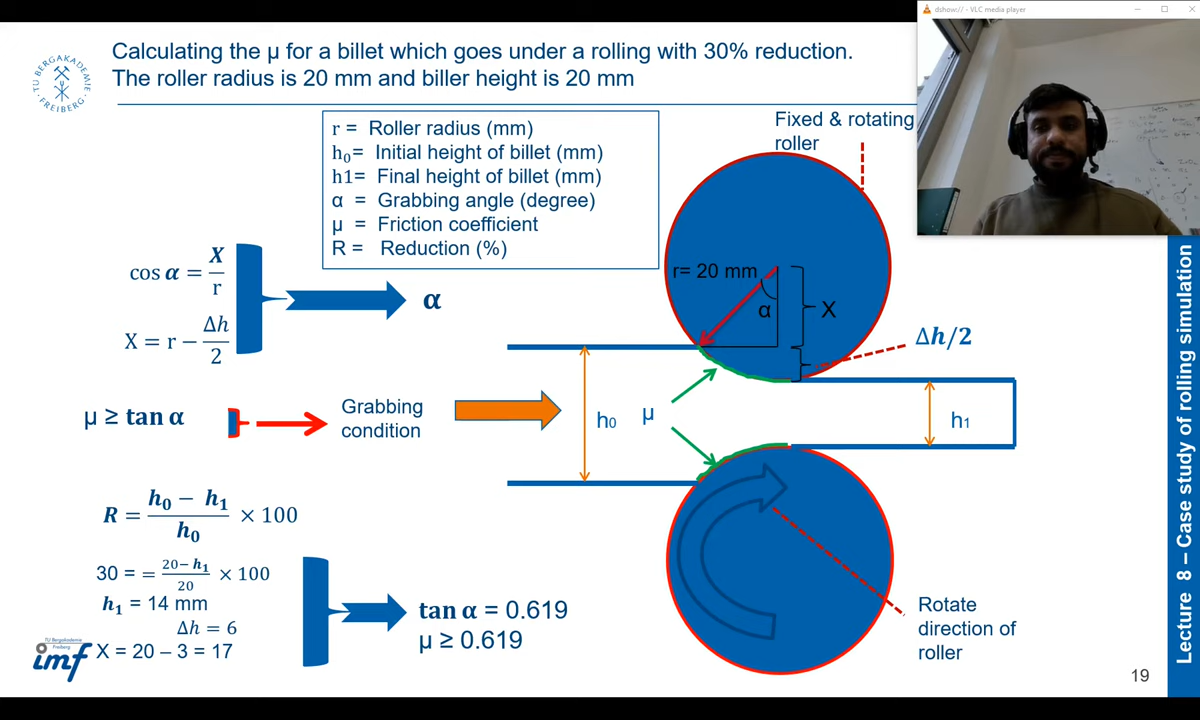 dshow:// - VLC media player
Calculating the µ for a billet which goes under a rolling with 30% reduction.
The roller radius is 20 mm and biller height is 20 mm
TU BERGAKADEMIE
FREIBERG
r = Roller radius (mm)
h₀= Initial height of billet (mm)
h1= Final height of billet (mm)
α = Grabbing angle (degree)
µ = Friction coefficient
R = Reduction (%)
Fixed & rotating
roller
cos α = X/r
X = r − Δh/2
α
r= 20 mm
α
X
Δh/2
µ ≥ tan α
Grabbing
condition
h₀
µ
h₁
R = (h₀ − h₁)/h₀ × 100
30 = = (20− h₁)/20 × 100
h₁ = 14 mm
Δh = 6
X = 20 – 3 = 17
tan α = 0.619
µ ≥ 0.619
Rotate
direction of
roller
TU Bergakademie
Freiberg
imf
19
Lecture 8 – Case study of rolling simulation